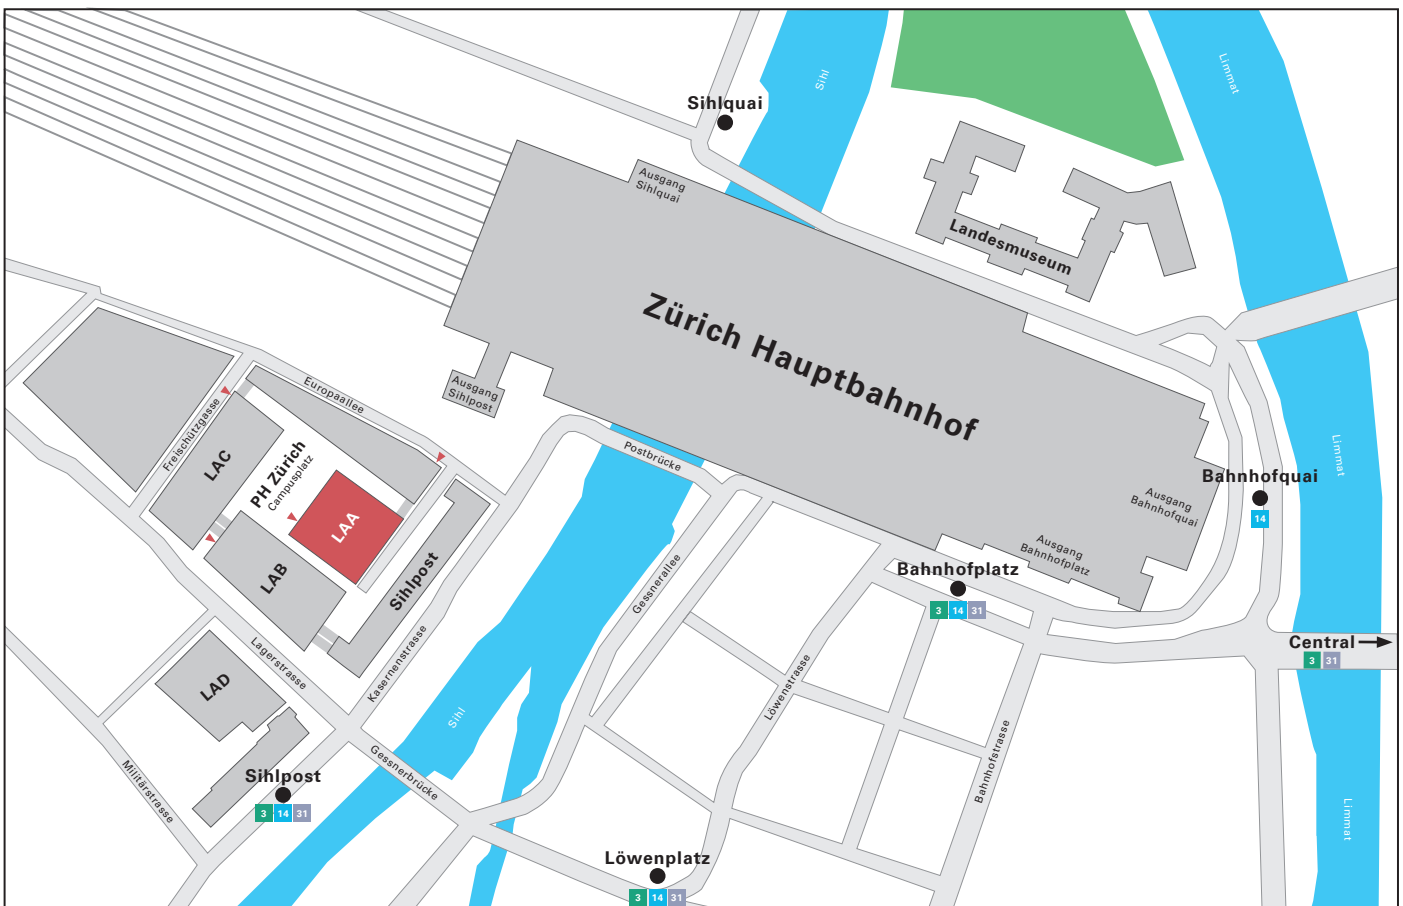 Sihlquai
Sihl
Limmat
Ausgang
Sihlquai
Landesmuseum
Zürich Hauptbahnhof
Ausgang
Sihlpost
Europaallee
Freischützgasse
LAC
PH Zürich
Campusplatz
LAA
LAB
Sihlpost
Postbrücke
Limmat
Bahnhofquai
14
Ausgang
Bahnhofquai
Ausgang
Bahnhofplatz
Bahnhofplatz
3 14 31
Gessnerallee
Central
3 31
Lagerstrasse
Kasernenstrasse
LAD
Löwenstrasse
Sihl
Bahnhofstrasse
Gessnerbrücke
Militärstrasse
Sihlpost
3 14 31
Limmat
Löwenplatz
3 14 31